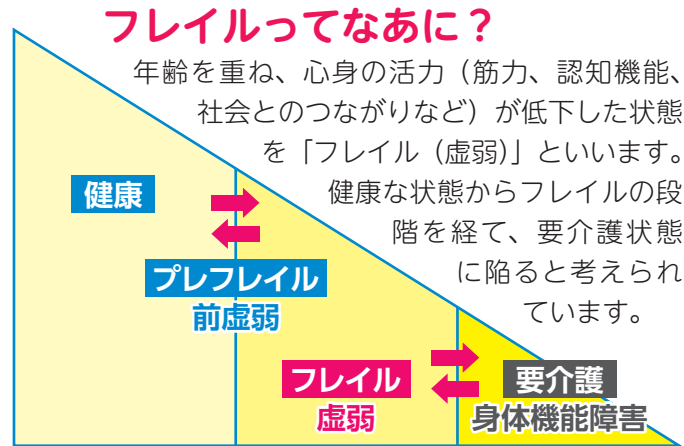 フレイルってなあに？
年齢を重ね、心身の活力（筋力、認知機能、
社会とのつながりなど）が低下した状態
を「フレイル（虚弱）」といいます。
健康な状態からフレイルの段
階を経て、要介護状態
に陥ると考えられ
ています。
健康
プレフレイル
前虚弱
フレイル
虚弱
要介護
身体機能障害